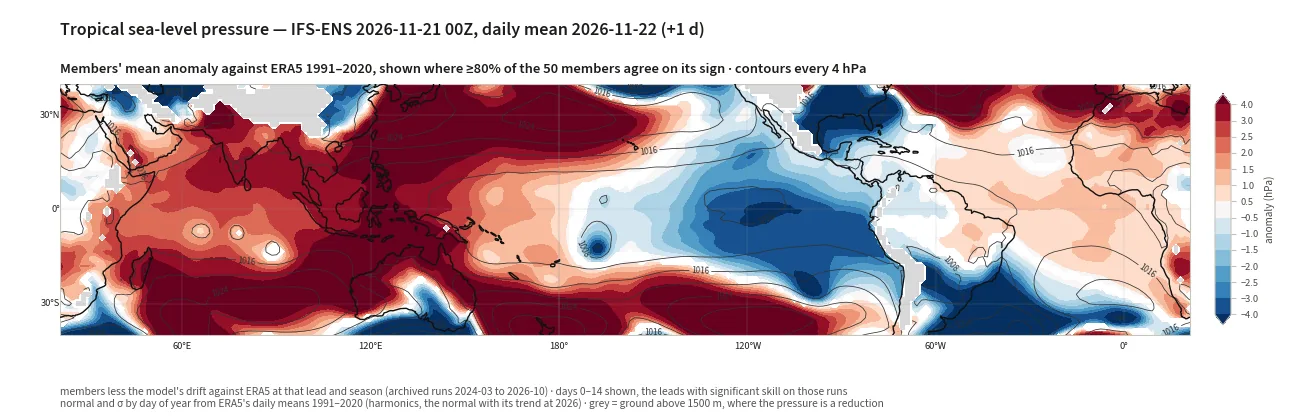 Tropical sea-level pressure — IFS-ENS 2026-11-21 00Z, daily mean 2026-11-22 (+1 d)
Members' mean anomaly against ERA5 1991–2020, shown where ≥80% of the 50 members agree on its sign · contours every 4 hPa
30°N
0°
30°S
60°E
120°E
180°
120°W
60°W
0°
1016
1016
1016
1016
1016
1016
1016
1016
1008
1008
4.0
3.0
2.5
2.0
1.5
1.0
0.5
−0.5
−1.0
−1.5
−2.0
−2.5
−3.0
−4.0
anomaly (hPa)
members less the model's drift against ERA5 at that lead and season (archived runs 2024-03 to 2026-10) · days 0–14 shown, the leads with significant skill on those runs
normal and σ by day of year from ERA5's daily means 1991–2020 (harmonics, the normal with its trend at 2026) · grey = ground above 1500 m, where the pressure is a reduction